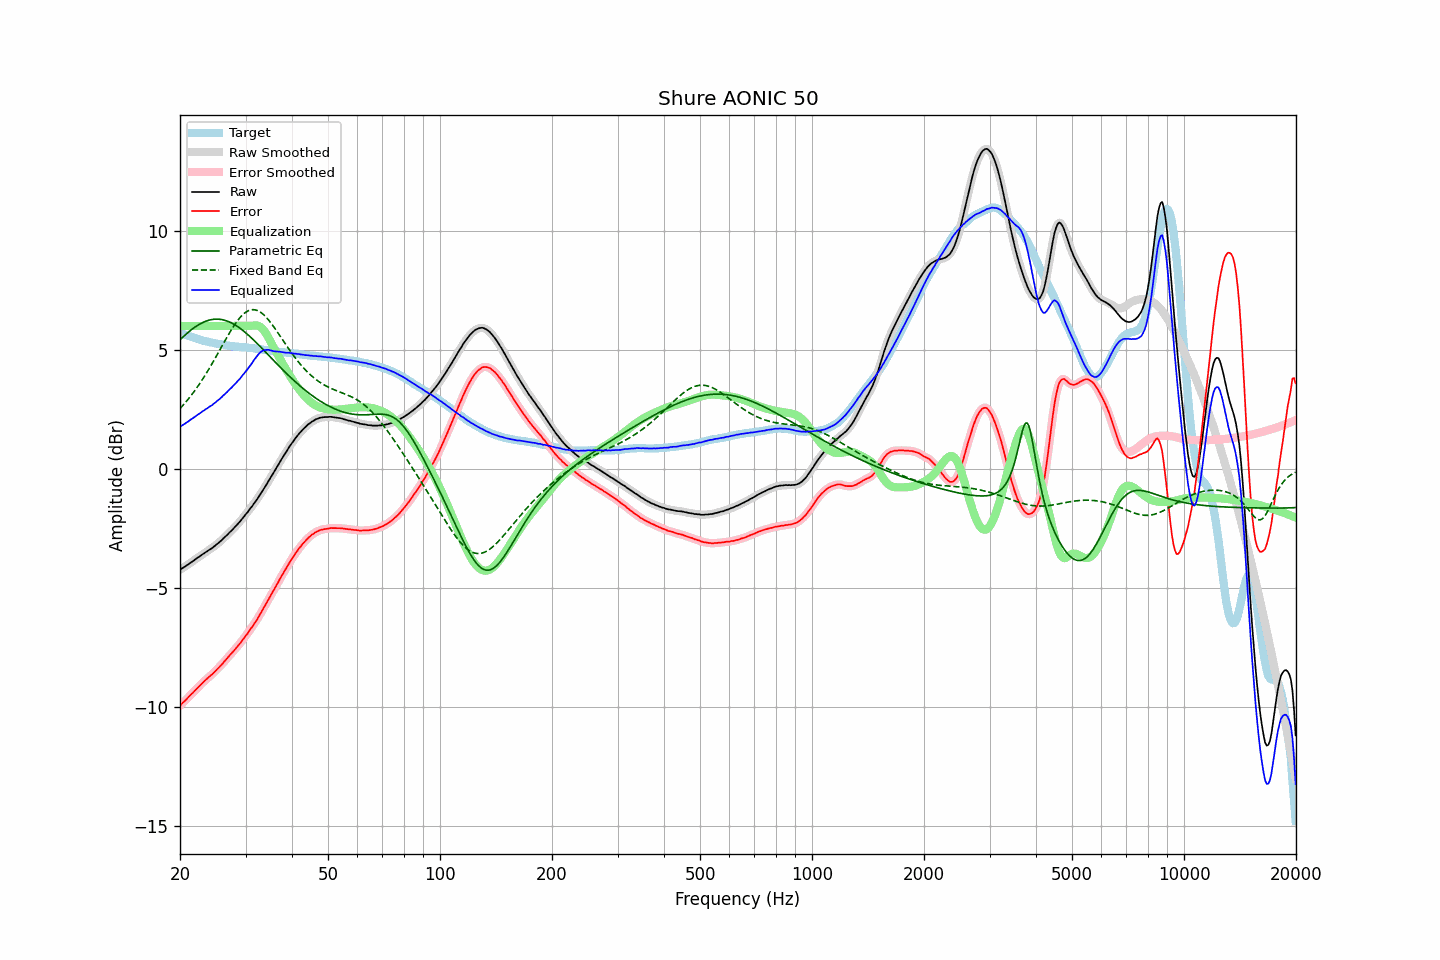 Shure AONIC 50
Target
Raw Smoothed
Error Smoothed
Raw
Error
Equalization
Parametric Eq
Fixed Band Eq
Equalized
Amplitude (dBr)
10
5
0
−5
−10
−15
20 50 100 200 500 1000 2000 5000 10000 20000
Frequency (Hz)